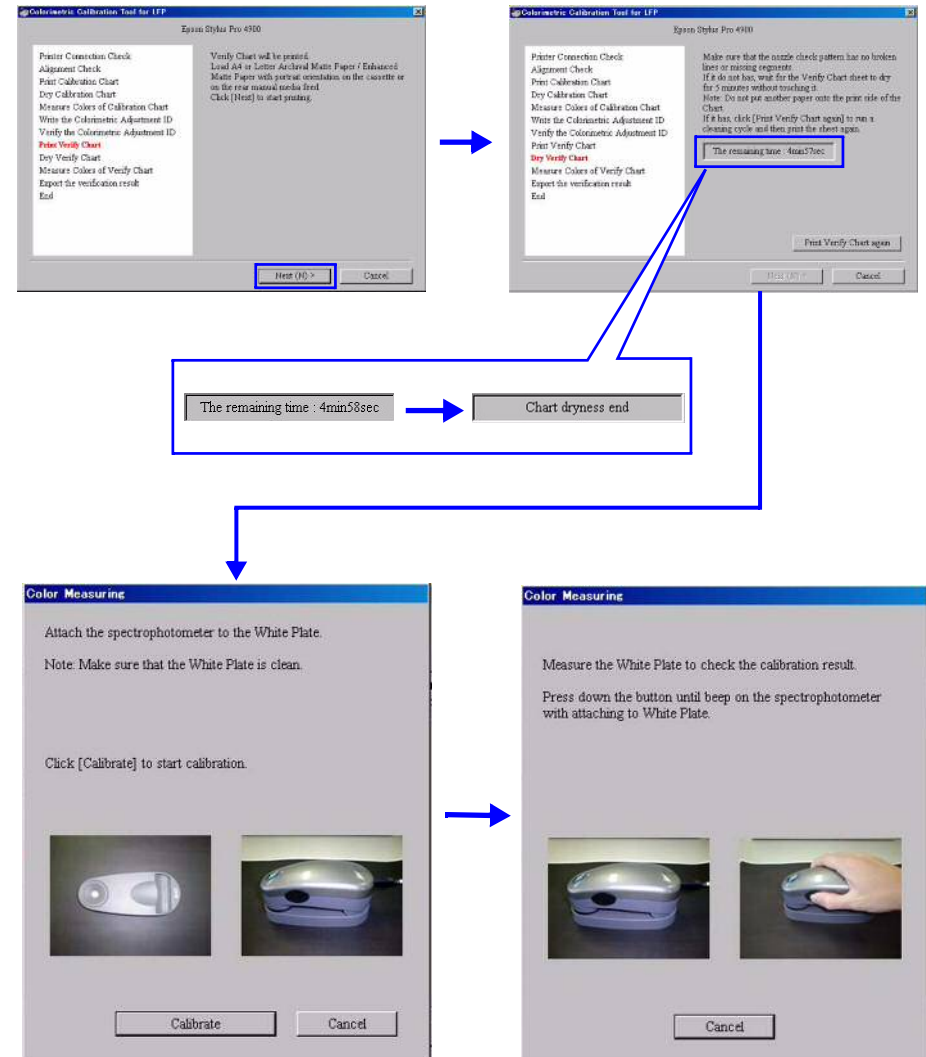 Colorimetric Calibration Tool for LFP
Epson Stylus Pro 4900
Printer Connection Check
Alignment Check
Print Calibration Chart
Dry Calibration Chart
Measure Colors of Calibration Chart
Write the Colorimetric Adjustment ID
Verify the Colorimetric Adjustment ID
Print Verify Chart
Dry Verify Chart
Measure Colors of Verify Chart
Export the verification result
End
Verify Chart will be printed.
Load A4 or Letter Archival Matte Paper / Enhanced
Matte Paper with portrait orientation on the cassette or
on the rear manual media feed.
Click [Next] to start printing.
Next (N) >
Cancel
Colorimetric Calibration Tool for LFP
Epson Stylus Pro 4900
Printer Connection Check
Alignment Check
Print Calibration Chart
Dry Calibration Chart
Measure Colors of Calibration Chart
Write the Colorimetric Adjustment ID
Verify the Colorimetric Adjustment ID
Print Verify Chart
Dry Verify Chart
Measure Colors of Verify Chart
Export the verification result
End
Make sure that the nozzle check pattern has no broken
lines or missing segments.
If it do not has, wait for the Verify Chart sheet to dry
for 5 minutes without touching it.
Note: Do not put another paper onto the print side of the
Chart.
If it has, click [Print Verify Chart again] to run a
cleaning cycle and then print the sheet again.
The remaining time : 4min57sec
Print Verify Chart again
Next (N) >
Cancel
The remaining time : 4min58sec
Chart dryness end
Color Measuring
Attach the spectrophotometer to the White Plate.
Note: Make sure that the White Plate is clean.
Click [Calibrate] to start calibration.
Calibrate
Cancel
Color Measuring
Measure the White Plate to check the calibration result.
Press down the button until beep on the spectrophotometer
with attaching to White Plate.
Cancel